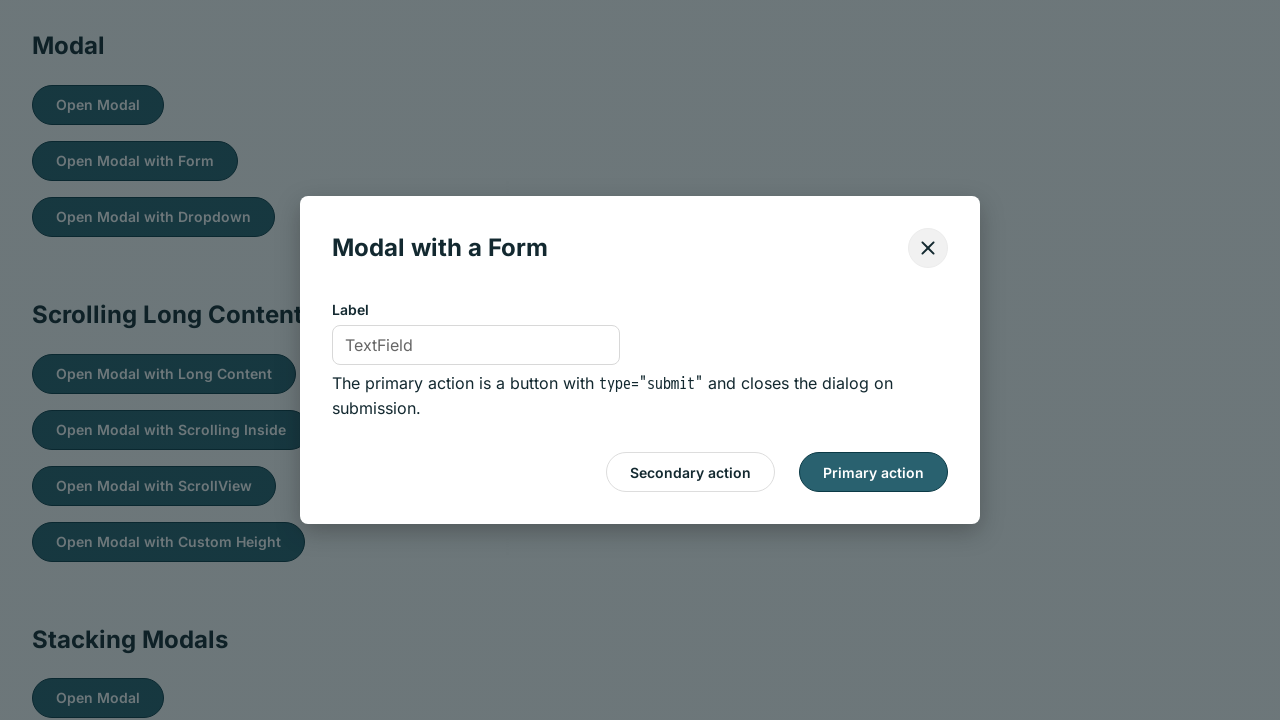 Modal
Open Modal
Open Modal with Form
Open Modal with Dropdown
Scrolling Long Content
Open Modal with Long Content
Open Modal with Scrolling Inside
Open Modal with ScrollView
Open Modal with Custom Height
Stacking Modals
Open Modal
Modal with a Form
Label
TextField
The primary action is a button with type="submit" and closes the dialog on
submission.
Secondary action
Primary action